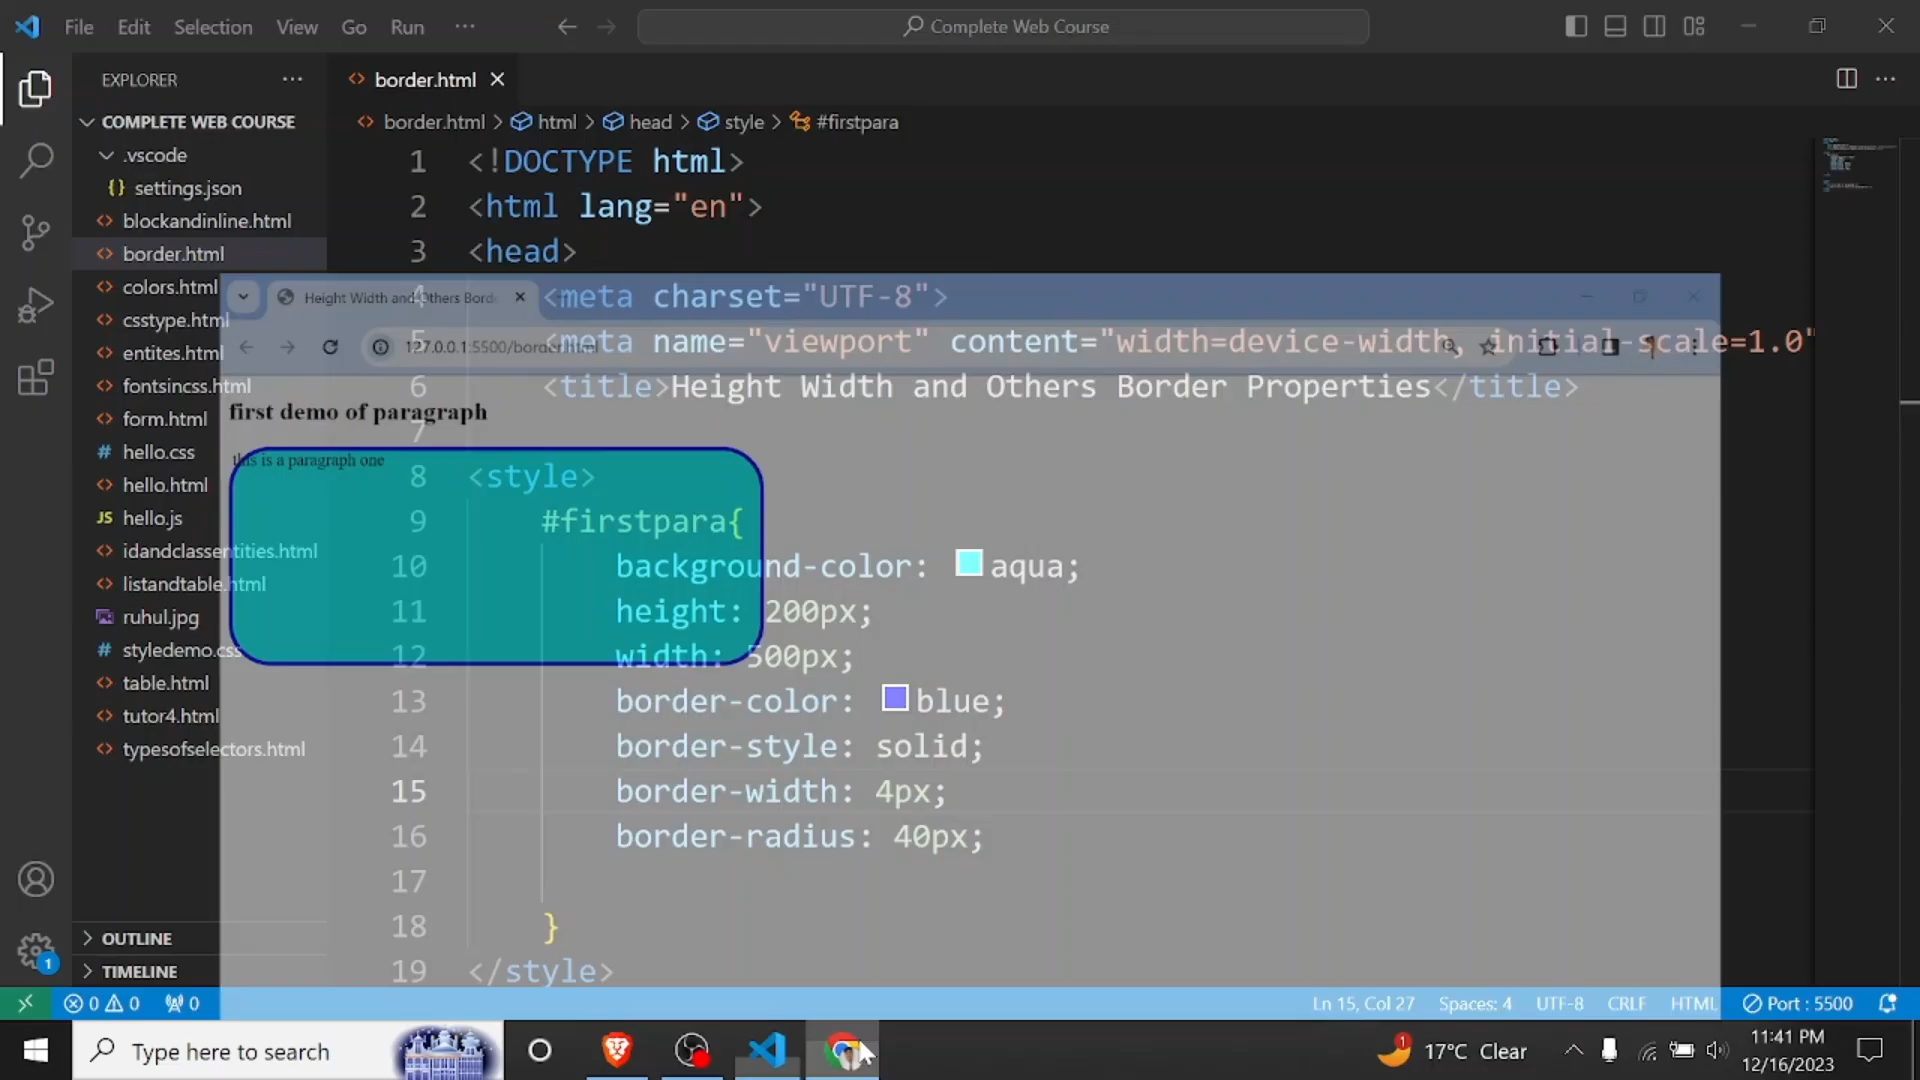 File Edit Selection View Go Run ··· Complete Web Course
EXPLORER ···
border.html
COMPLETE WEB COURSE
.vscode
{} settings.json
<> blockandinline.html
<> border.html
<> colors.html
<> csstype.html
<> entites.html
<> fontsincss.html
<> form.html
# hello.css
<> hello.html
JS hello.js
<> idandclassentities.html
<> listandtable.html
ruhul.jpg
# styledemo.css
<> table.html
<> tutor4.html
<> typesofselectors.html
OUTLINE
TIMELINE
border.html > html > head > style > #firstpara
1 <!DOCTYPE html>
2 <html lang="en">
3 <head>
4 <meta charset="UTF-8">
5 <meta name="viewport" content="width=device-width, initial-scale=1.0"
6 <title>Height Width and Others Border Properties</title>
7
8 <style>
9 #firstpara{
10 background-color: aqua;
11 height: 200px;
12 width: 500px;
13 border-color: blue;
14 border-style: solid;
15 border-width: 4px;
16 border-radius: 40px;
17
18 }
19 </style>
Height Width and Others Bord
127.0.0.1:5500/border.html
first demo of paragraph
this is a paragraph one
1
0 0 0 Ln 15, Col 27 Spaces: 4 UTF-8 CRLF HTML Port : 5500
Type here to search
1 17°C Clear
11:41 PM
12/16/2023